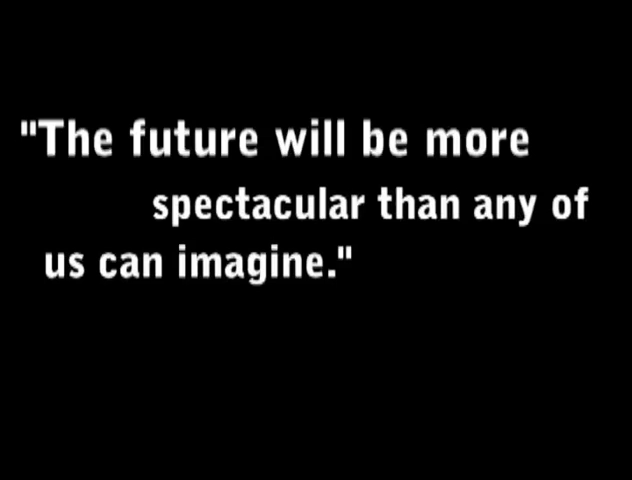 "The future will be more
spectacular than any of
us can imagine."